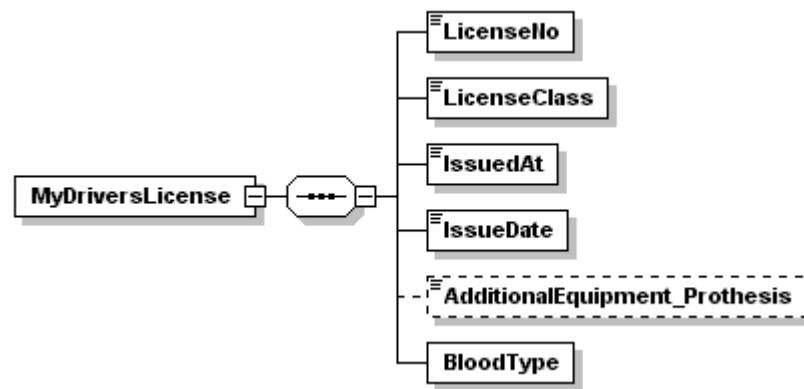 LicenseNo
LicenseClass
IssuedAt
MyDriversLicense
IssueDate
AdditionalEquipment_Prothesis
BloodType